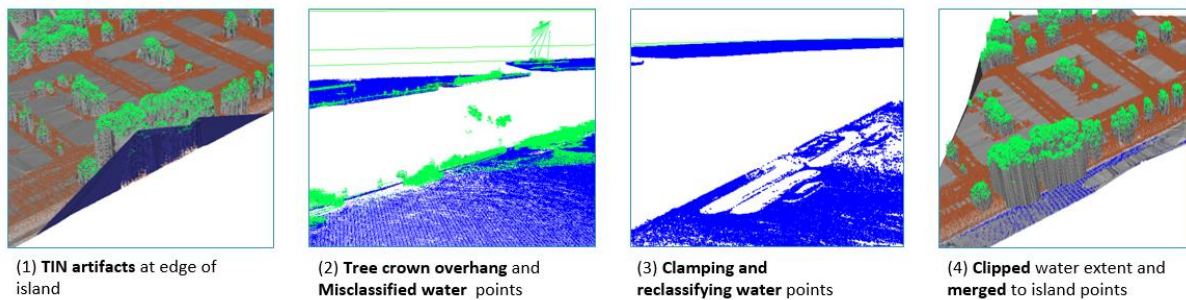 (1) TIN artifacts at edge of
island
(2) Tree crown overhang and
Misclassified water points
(3) Clamping and
reclassifying water points
(4) Clipped water extent and
merged to island points